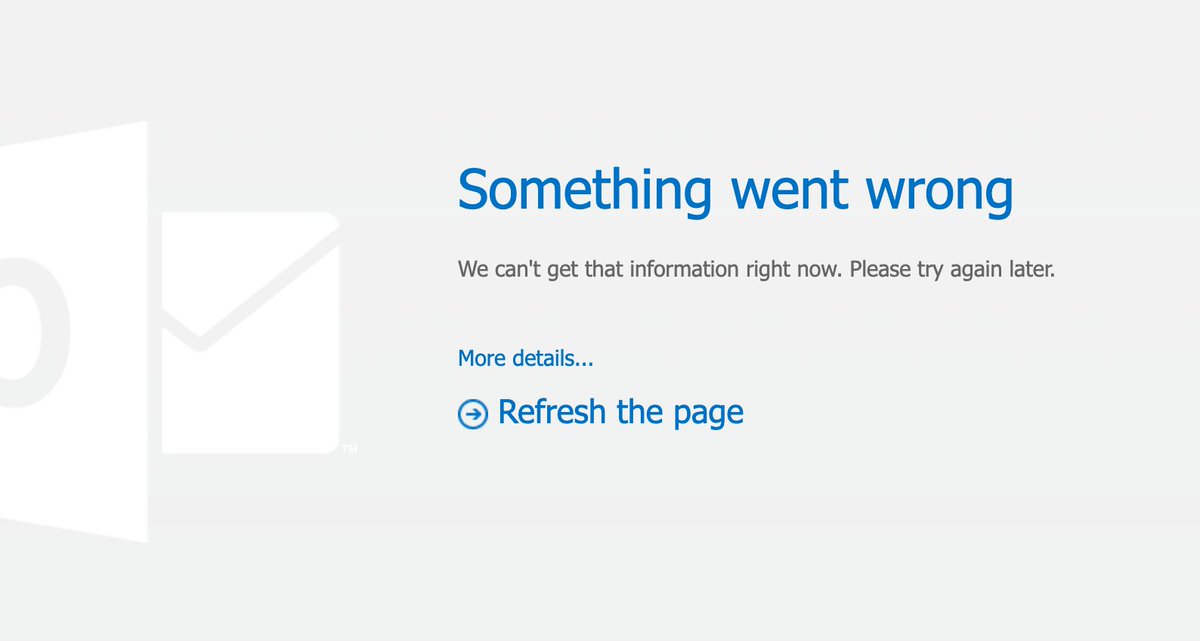 Something went wrong
We can't get that information right now. Please try again later.
More details...
Refresh the page
TM